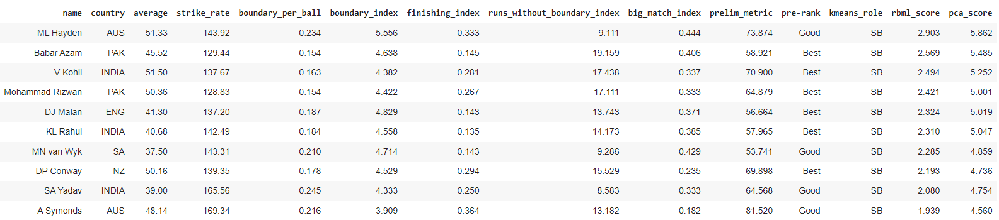 name country average strike_rate boundary_per_ball boundary_index finishing_index runs_without_boundary_index big_match_index prelim_metric pre-rank kmeans_role rbml_score pca_score
ML Hayden AUS 51.33 143.92 0.234 5.556 0.333 9.111 0.444 73.874 Good SB 2.903 5.862
Babar Azam PAK 45.52 129.44 0.154 4.638 0.145 19.159 0.406 58.921 Best SB 2.569 5.485
V Kohli INDIA 51.50 137.67 0.163 4.382 0.281 17.438 0.337 70.900 Best SB 2.494 5.252
Mohammad Rizwan PAK 50.36 128.83 0.154 4.422 0.267 17.111 0.333 64.879 Best SB 2.421 5.001
DJ Malan ENG 41.30 137.20 0.187 4.829 0.143 13.743 0.371 56.664 Best SB 2.324 5.019
KL Rahul INDIA 40.68 142.49 0.184 4.558 0.135 14.173 0.385 57.965 Best SB 2.310 5.047
MN van Wyk SA 37.50 143.31 0.210 4.714 0.143 9.286 0.429 53.741 Good SB 2.285 4.859
DP Conway NZ 50.16 139.35 0.178 4.529 0.294 15.529 0.235 69.898 Best SB 2.193 4.736
SA Yadav INDIA 39.00 165.56 0.245 4.333 0.250 8.583 0.333 64.568 Good SB 2.080 4.754
A Symonds AUS 48.14 169.34 0.216 3.909 0.364 13.182 0.182 81.520 Good SB 1.939 4.560